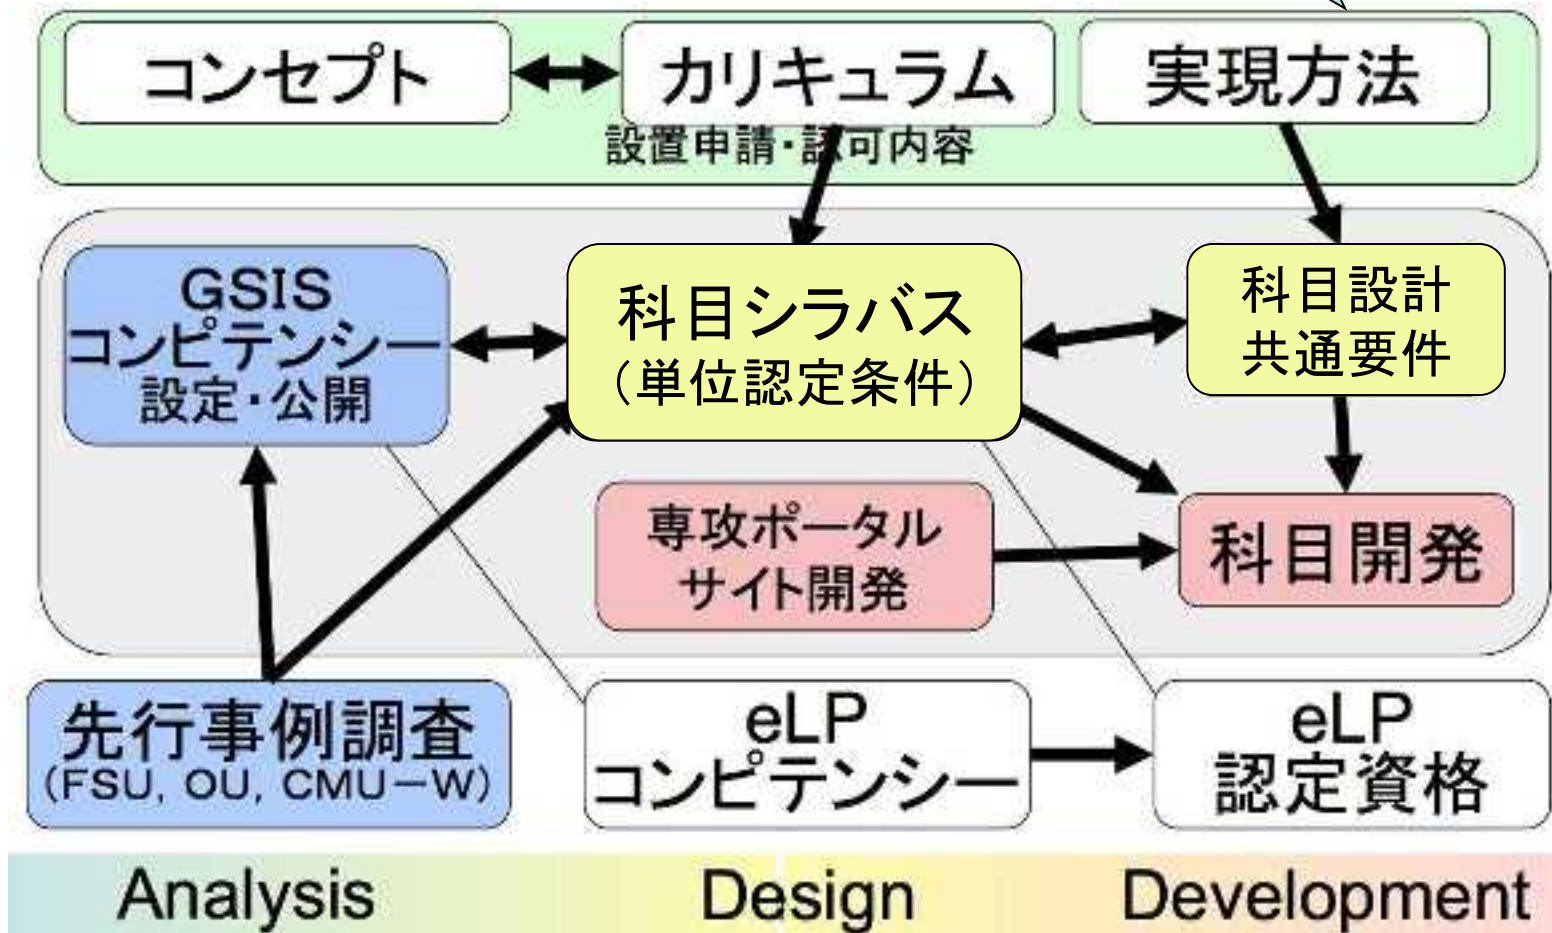 コンセプト
カリキュラム
実現方法
設置申請・認可内容
GSIS
コンピテンシー
設定・公開
科目シラバス
（単位認定条件）
科目設計
共通要件
専攻ポータル
サイト開発
科目開発
先行事例調査
(FSU, OU, CMU－W)
eLP
コンピテンシー
eLP
認定資格
Analysis
Design
Development